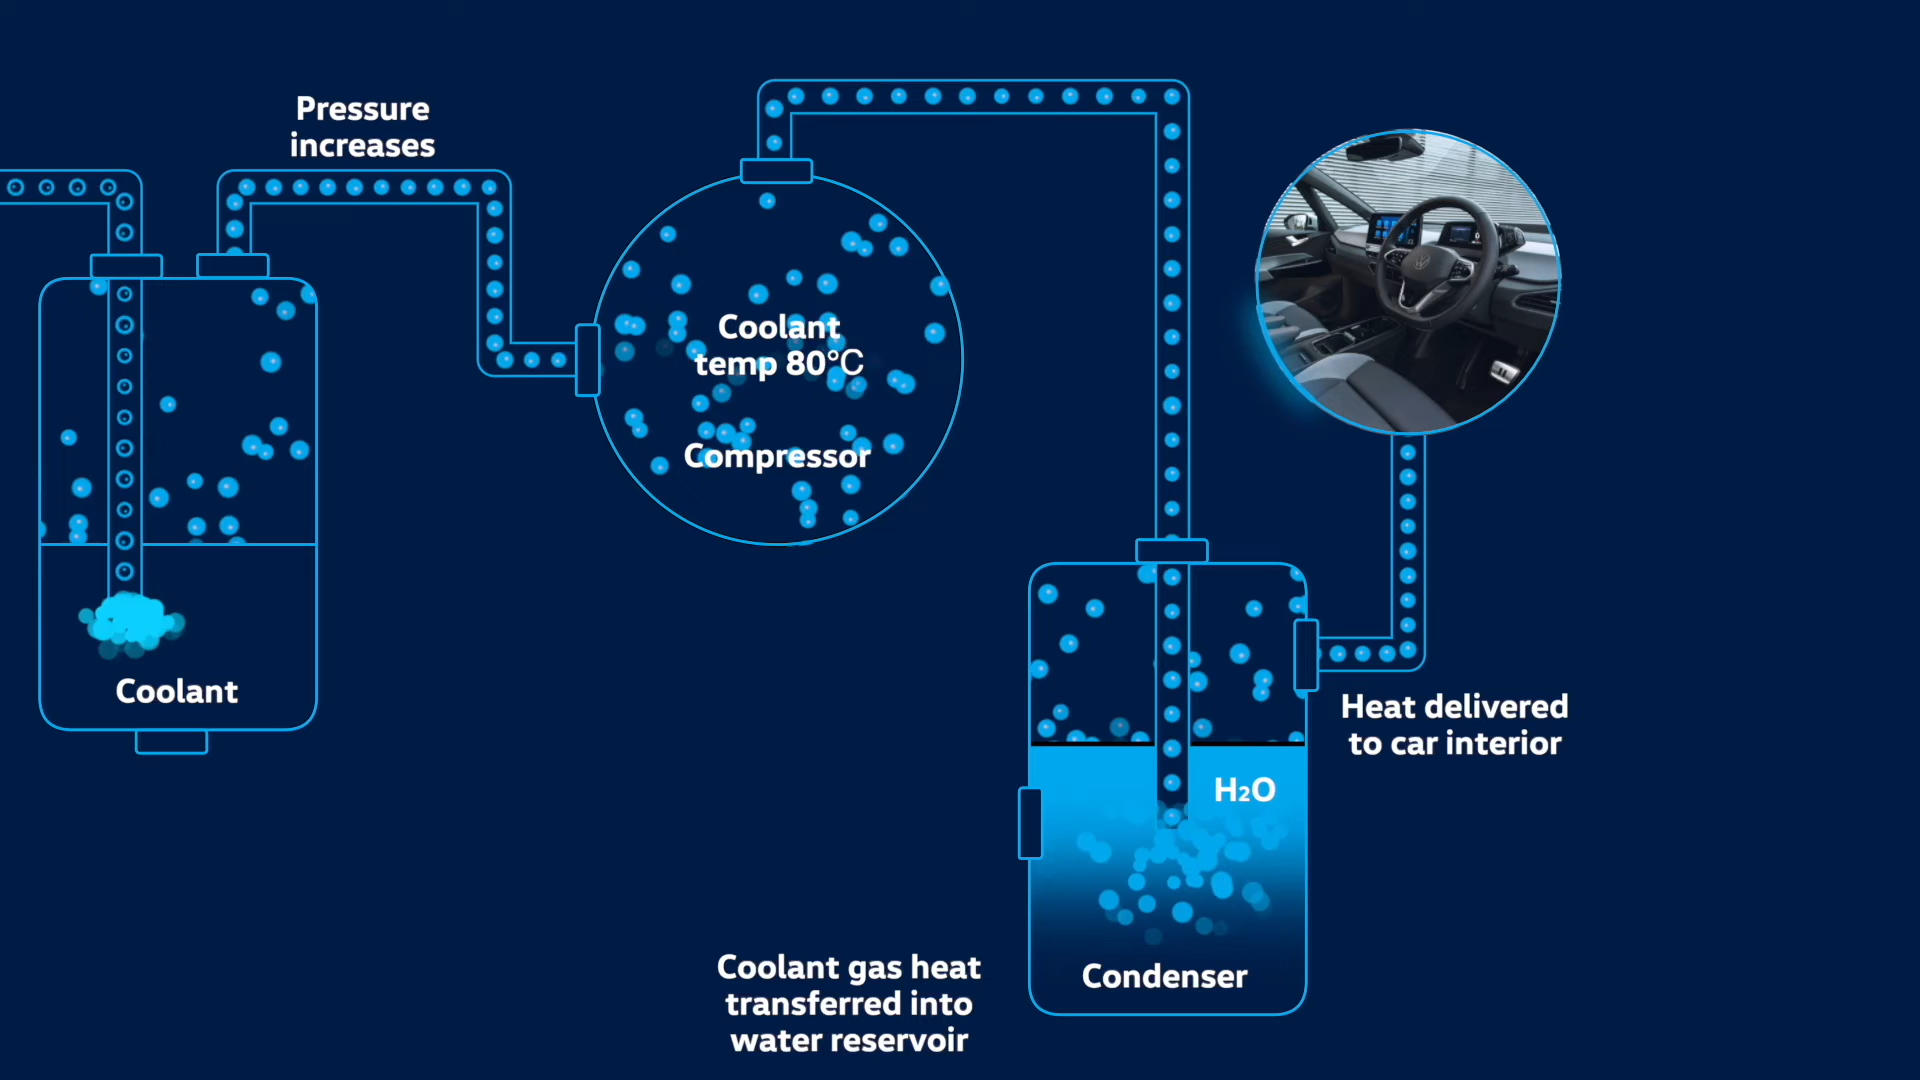 Pressure
increases
Coolant
temp 80°C
Compressor
Coolant
H₂O
Heat delivered
to car interior
Condenser
Coolant gas heat
transferred into
water reservoir